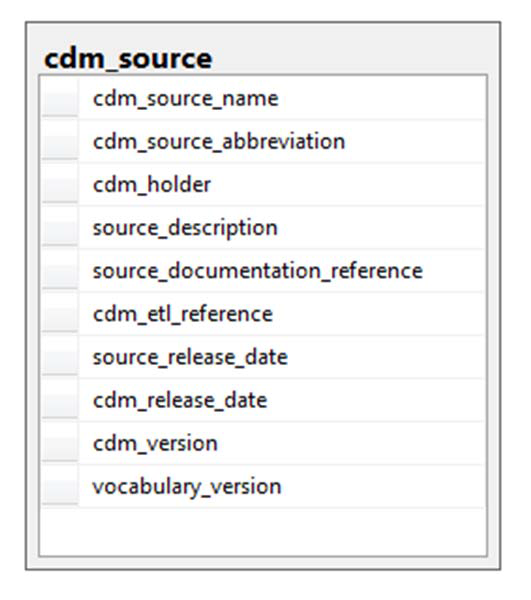 cdm_source
cdm_source_name
cdm_source_abbreviation
cdm_holder
source_description
source_documentation_reference
cdm_etl_reference
source_release_date
cdm_release_date
cdm_version
vocabulary_version